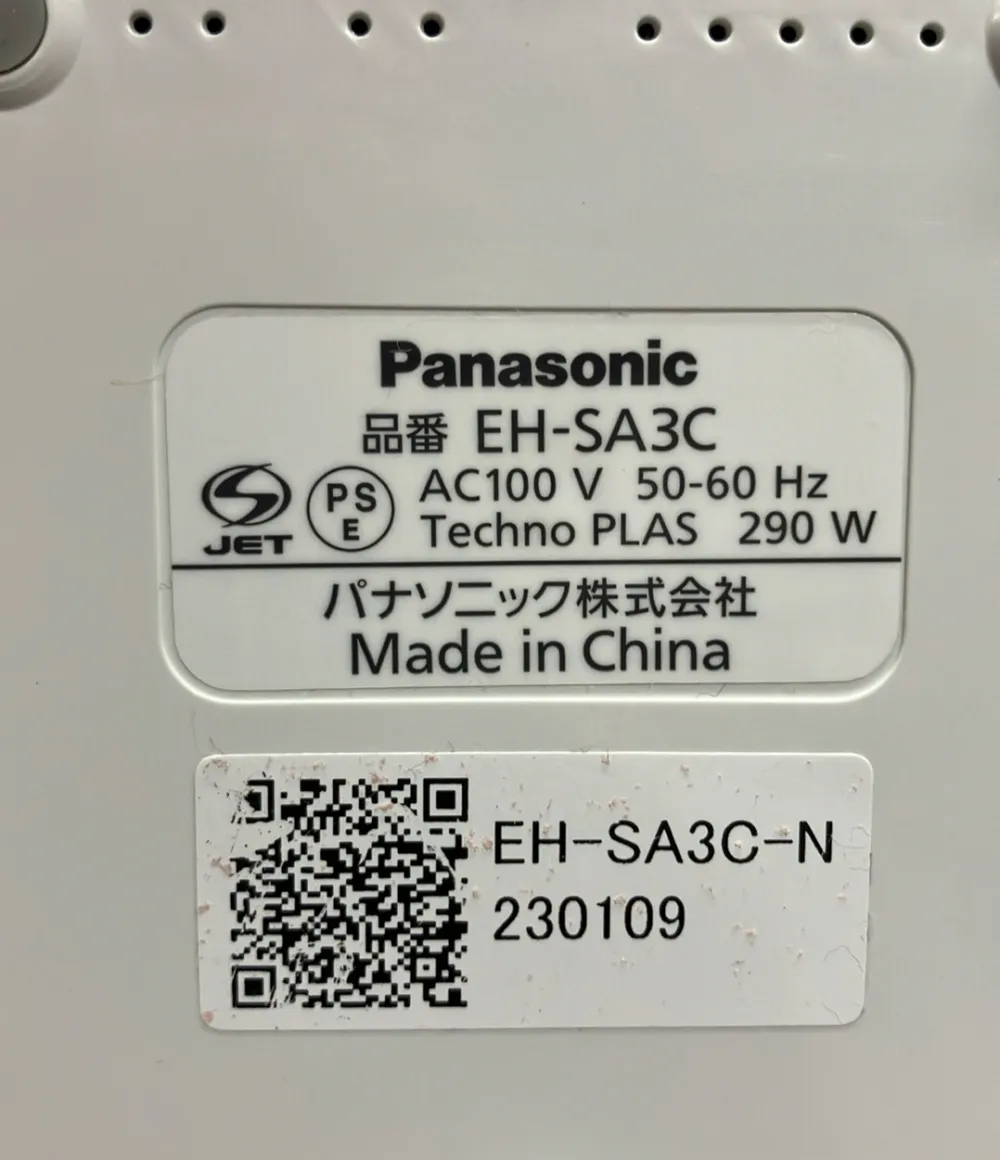 Panasonic
品番 EH-SA3C
AC100 V 50-60 Hz
JET PS E Techno PLAS 290 W
パナソニック株式会社
Made in China
EH-SA3C-N
230109